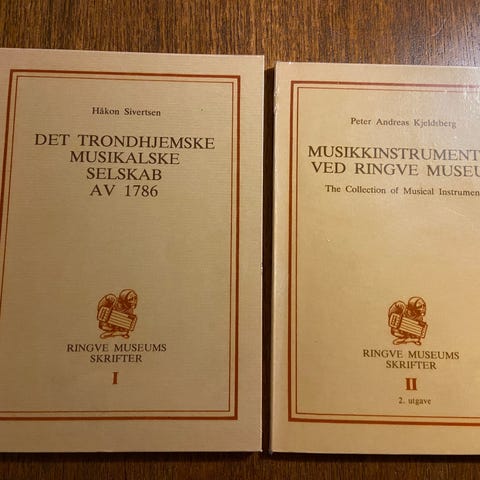 Håkon Sivertsen
DET TRONDHJEMSKE
MUSIKALSKE
SELSKAB
AV 1786
RINGVE MUSEUMS
SKRIFTER
I
Peter Andreas Kjeldsberg
MUSIKKINSTRUMENT
VED RINGVE MUSEU
The Collection of Musical Instrumen
RINGVE MUSEUMS
SKRIFTER
II
2. utgave